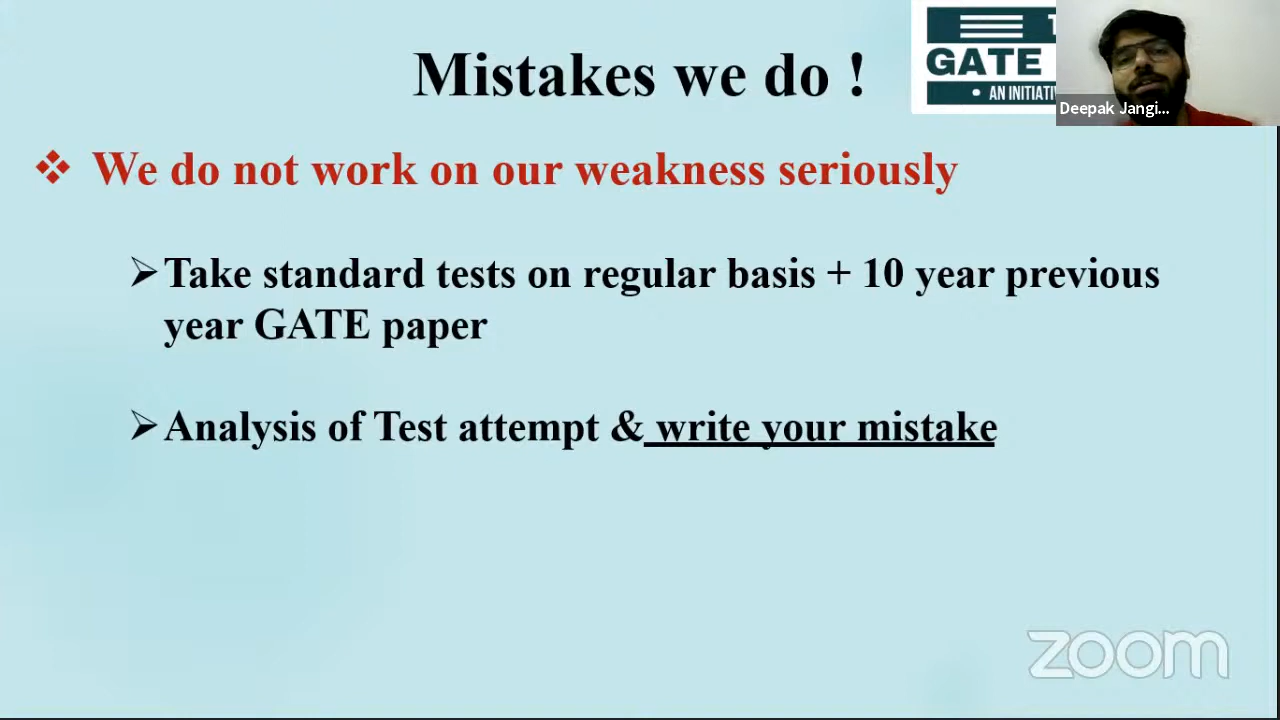 Mistakes we do !
GATE
• AN INITIATIV
Deepak Jangi...
❖ We do not work on our weakness seriously
➢Take standard tests on regular basis + 10 year previous
year GATE paper
➢Analysis of Test attempt & write your mistake
zoom